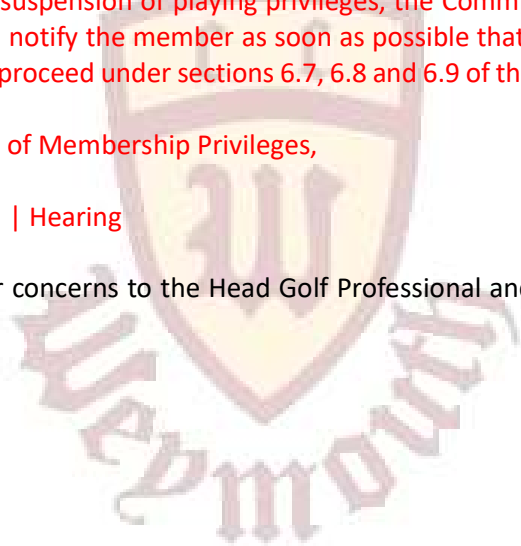 suspension of playing privileges, the Comm
notify the member as soon as possible that
proceed under sections 6.7, 6.8 and 6.9 of th
of Membership Privileges,
| Hearing
r concerns to the Head Golf Professional and
C C
W
Weymouth